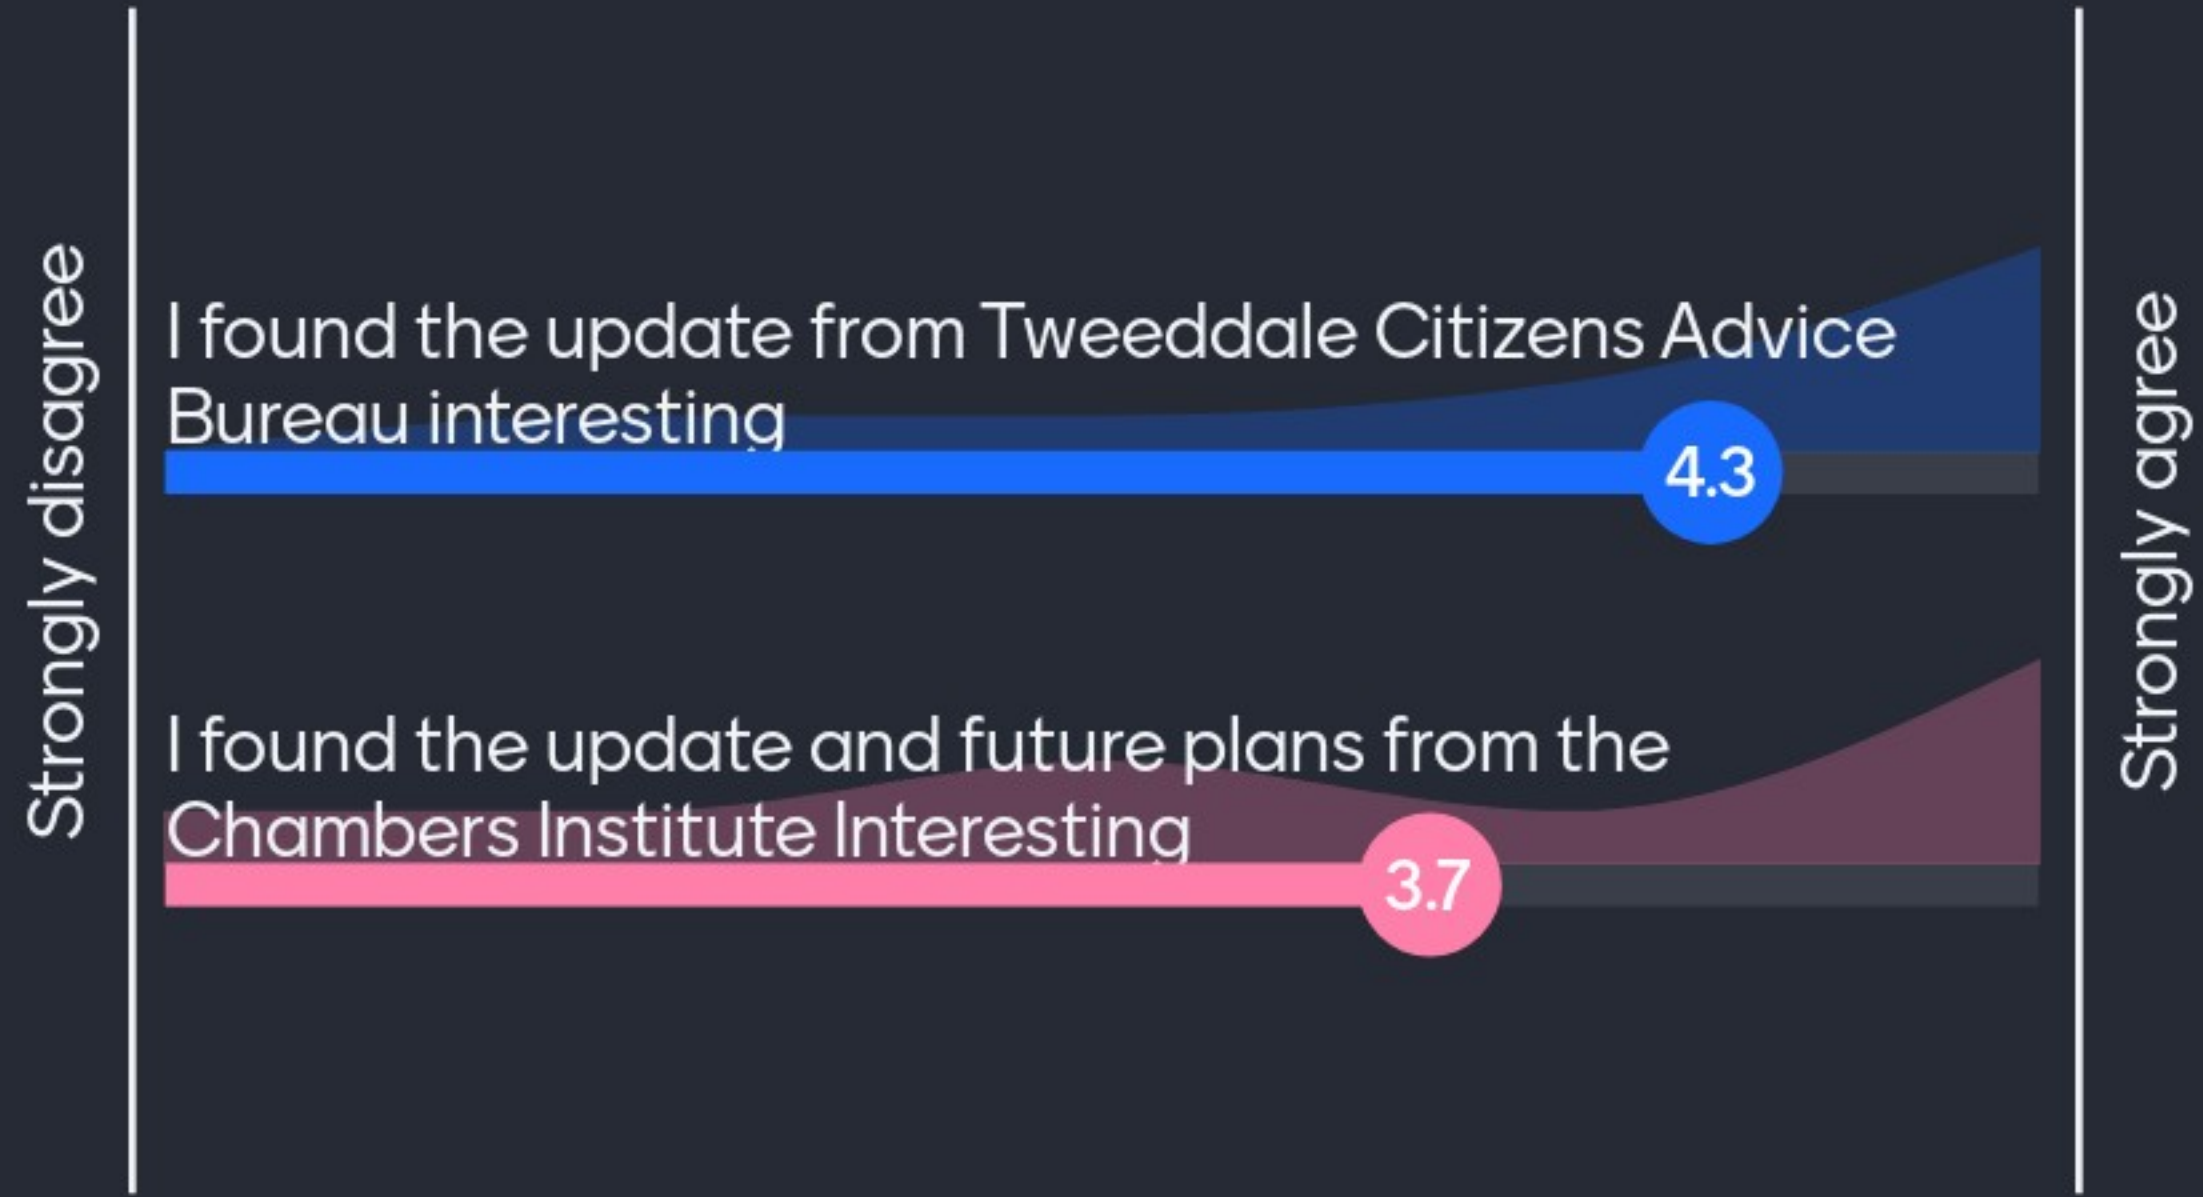 Strongly disagree
I found the update from Tweeddale Citizens Advice
Bureau interesting
4.3
I found the update and future plans from the
Chambers Institute Interesting
3.7
Strongly agree